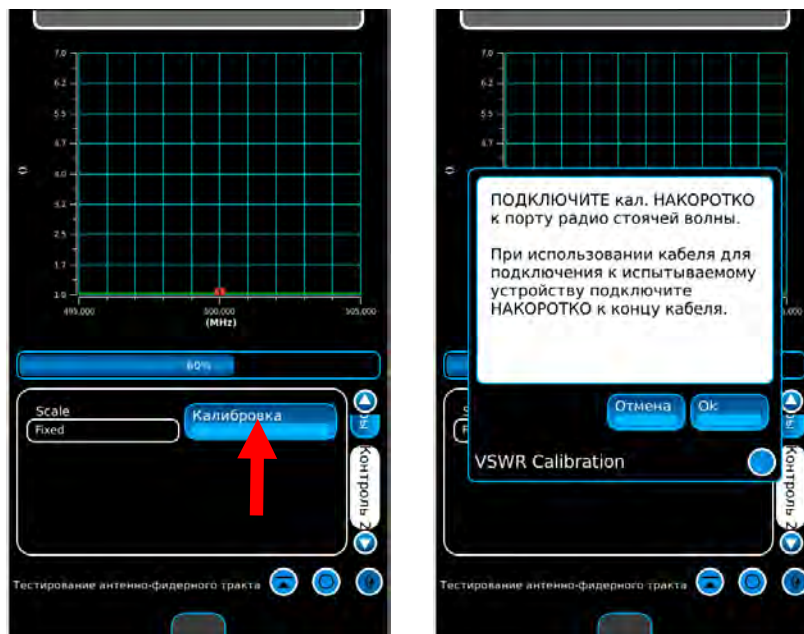 7.0
6.2
5.5
4.7
4.0
3.2
2.5
1.7
1.0
495.000
500.000
505.000
(MHz)
60%
Scale
Fixed
Калибровка
Контроль 2
Тестирование антенно-фидерного тракта
7.0
6.2
5.5
4.7
ПОДКЛЮЧИТЕ кал. НАКОРОТКО
к порту радио стоячей волны.
При использовании кабеля для
подключения к испытываемому
устройству подключите
НАКОРОТКО к концу кабеля.
Отмена
Ok
VSWR Calibration
Контроль 2
Тестирование антенно-фидерного тракта